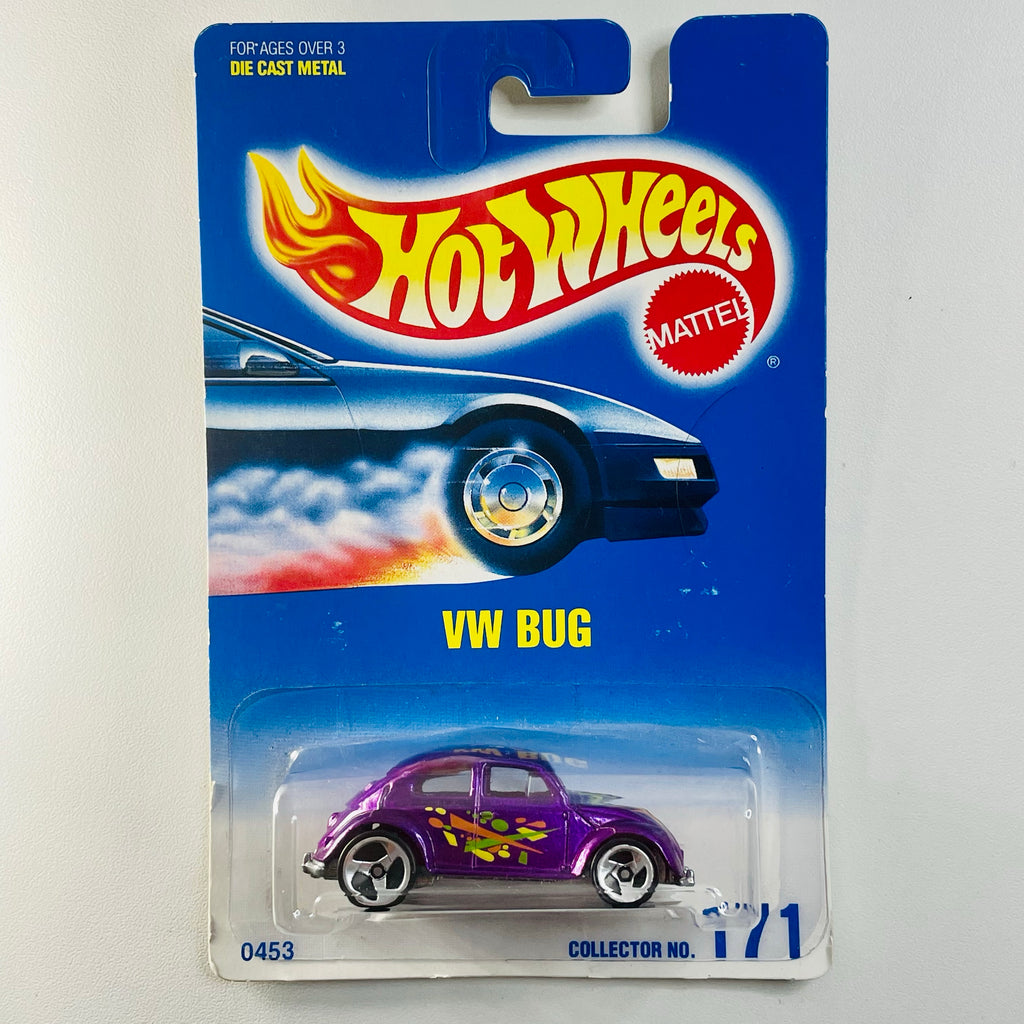 FOR AGES OVER 3
DIE CAST METAL
HOT WHEELS
MATTEL
®
VW BUG
0453
COLLECTOR NO. 171